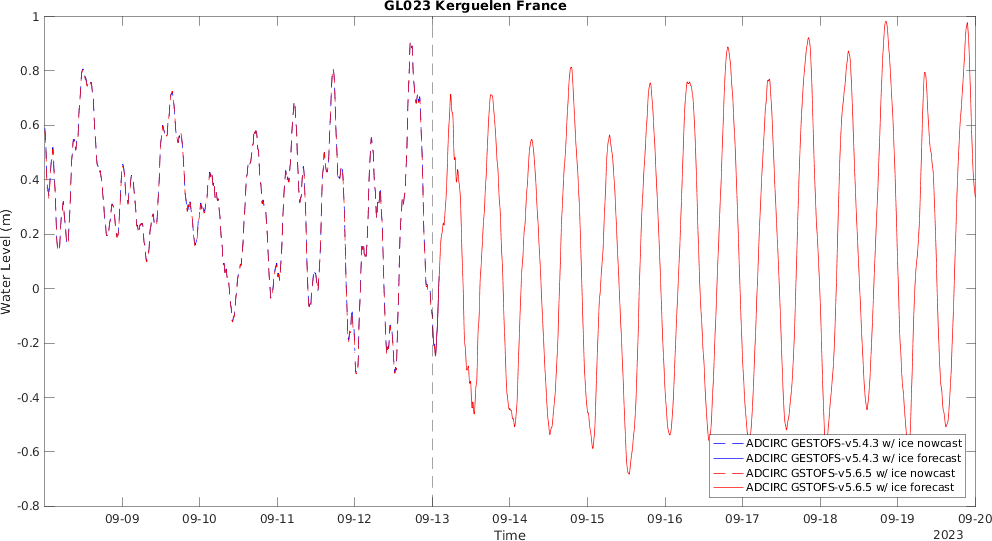 GL023 Kerguelen France
Water Level (m)
1
0.8
0.6
0.4
0.2
0
-0.2
-0.4
-0.6
-0.8
ADCIRC GESTOFS-v5.4.3 w/ ice nowcast
ADCIRC GESTOFS-v5.4.3 w/ ice forecast
ADCIRC GSTOFS-v5.6.5 w/ ice nowcast
ADCIRC GSTOFS-v5.6.5 w/ ice forecast
09-09 09-10 09-11 09-12 09-13 09-14 09-15 09-16 09-17 09-18 09-19 09-20
Time
2023